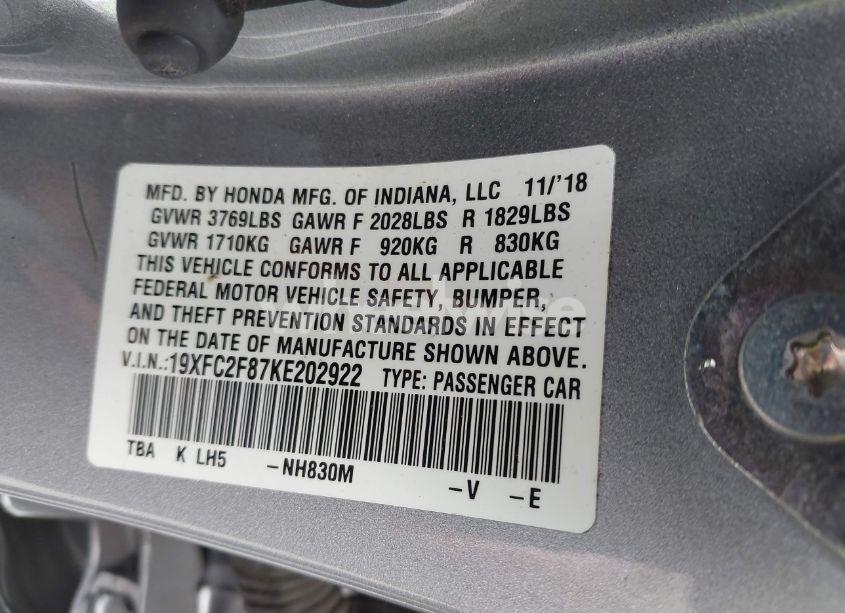 MFD. BY HONDA MFG. OF INDIANA, LLC 11/'18
GVWR 3769LBS GAWR F 2028LBS R 1829LBS
GVWR 1710KG GAWR F 920KG R 830KG
THIS VEHICLE CONFORMS TO ALL APPLICABLE
FEDERAL MOTOR VEHICLE SAFETY, BUMPER,
AND THEFT PREVENTION STANDARDS IN EFFECT
ON THE DATE OF MANUFACTURE SHOWN ABOVE.
V.I.N.:19XFC2F87KE202922 TYPE: PASSENGER CAR
TBA K LH5 -NH830M -V -E